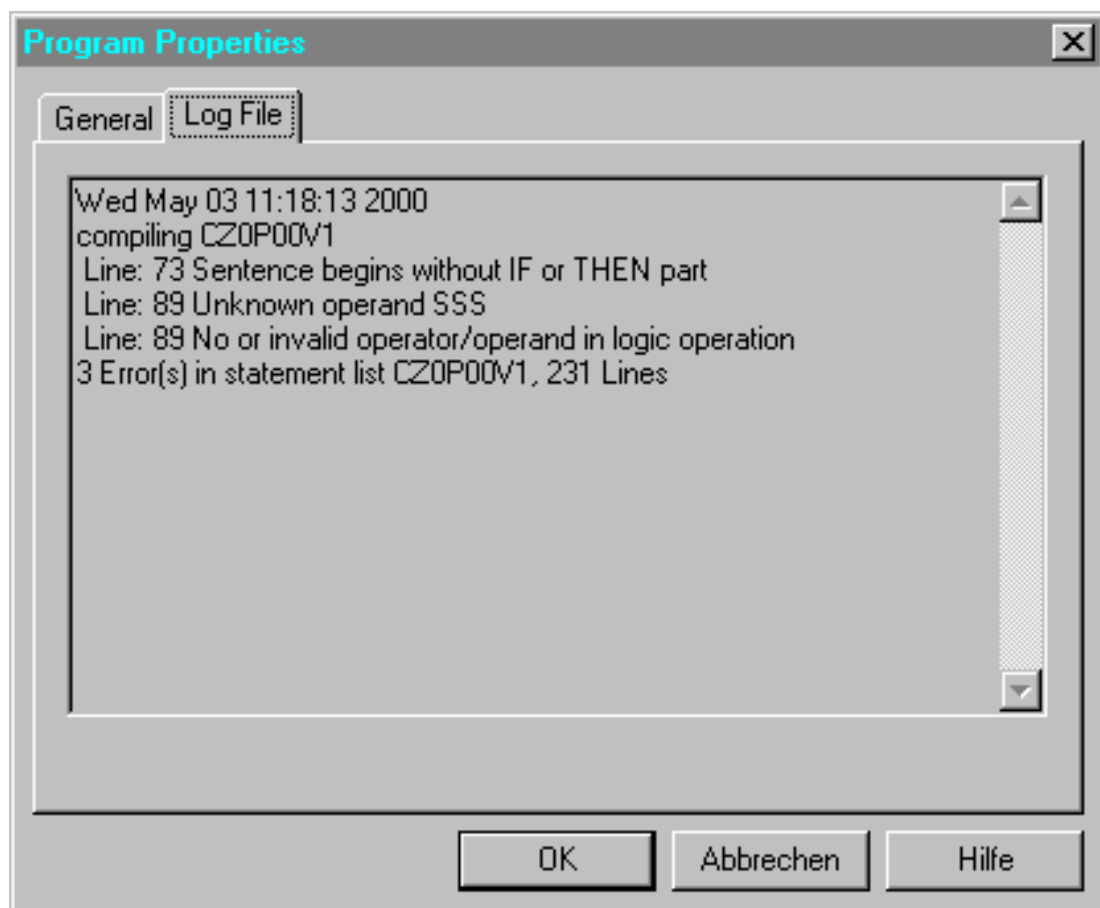 Program Properties
General Log File
Wed May 03 11:18:13 2000
compiling CZ0P00V1
Line: 73 Sentence begins without IF or THEN part
Line: 89 Unknown operand SSS
Line: 89 No or invalid operator/operand in logic operation
3 Error(s) in statement list CZ0P00V1, 231 Lines
OK Abbrechen Hilfe